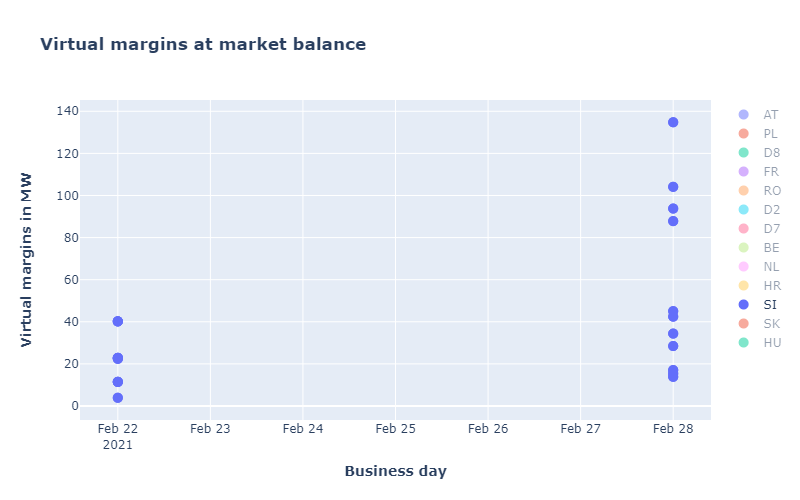 Virtual margins at market balance
Virtual margins in MW
140
120
100
80
60
40
20
0
Feb 22
2021
Feb 23
Feb 24
Feb 25
Feb 26
Feb 27
Feb 28
Business day
AT
PL
D8
FR
RO
D2
D7
BE
NL
HR
SI
SK
HU